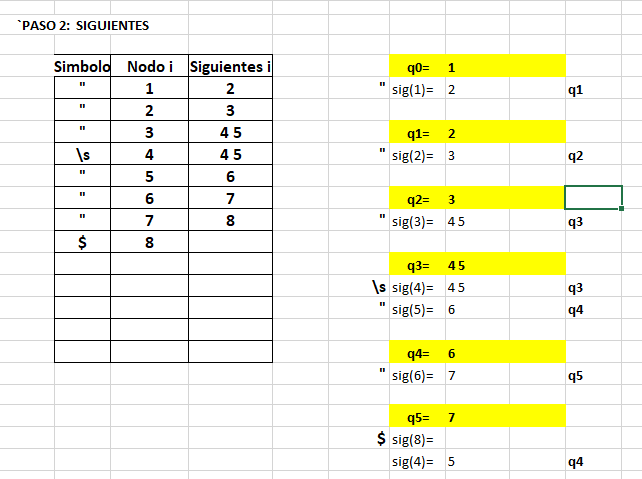 `PASO 2: SIGUIENTES
Simbolo Nodo i Siguientes i
" 1 2
" 2 3
" 3 4 5
\s 4 4 5
" 5 6
" 6 7
" 7 8
$ 8
q0= 1
" sig(1)= 2 q1
q1= 2
" sig(2)= 3 q2
q2= 3
" sig(3)= 4 5 q3
q3= 4 5
\s sig(4)= 4 5 q3
" sig(5)= 6 q4
q4= 6
" sig(6)= 7 q5
q5= 7
$ sig(8)=
sig(4)= 5 q4